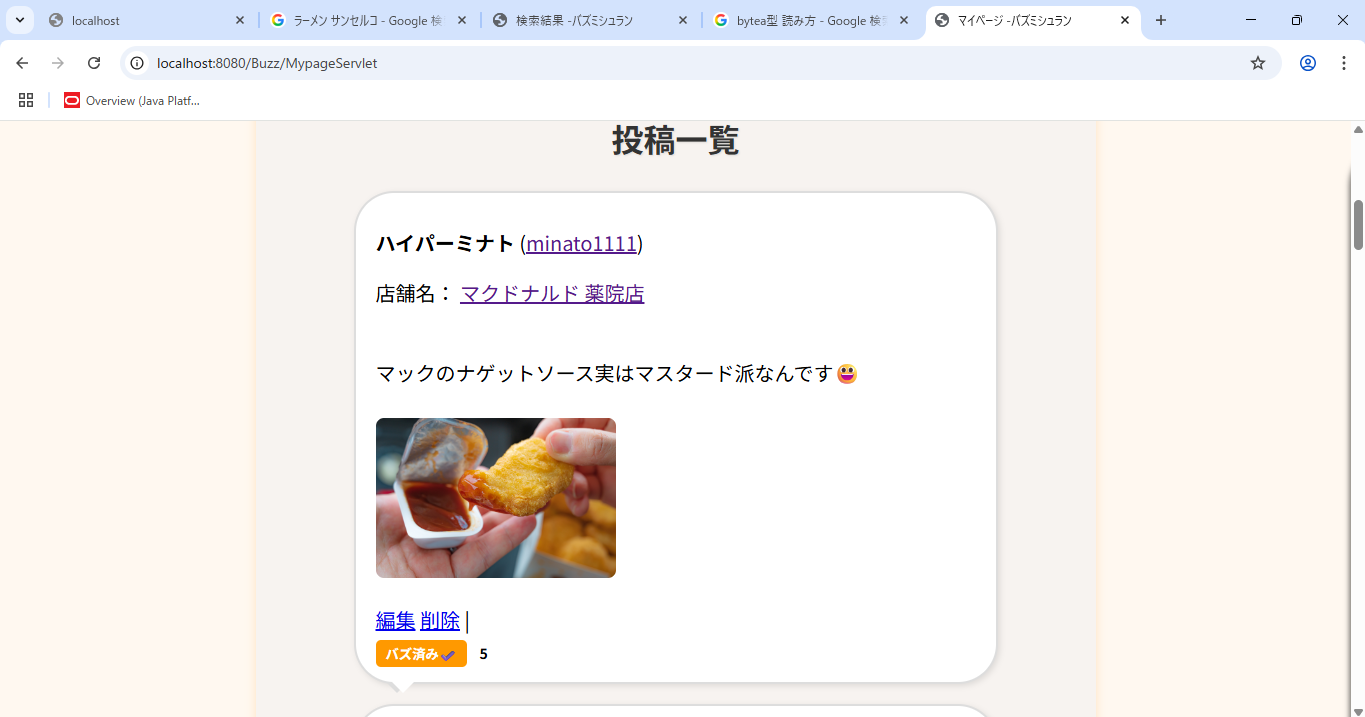 localhost
ラーメン サンセルコ - Google 検
検索結果 -バズミシュラン
bytea型 読み方 - Google 検
マイページ -バズミシュラン
localhost:8080/Buzz/MypageServlet
Overview (Java Platf...
投稿一覧
ハイパーミナト (minato1111)
店舗名： マクドナルド 薬院店
マックのナゲットソース実はマスタード派なんです😀
編集 削除 |
バズ済み✔ 5